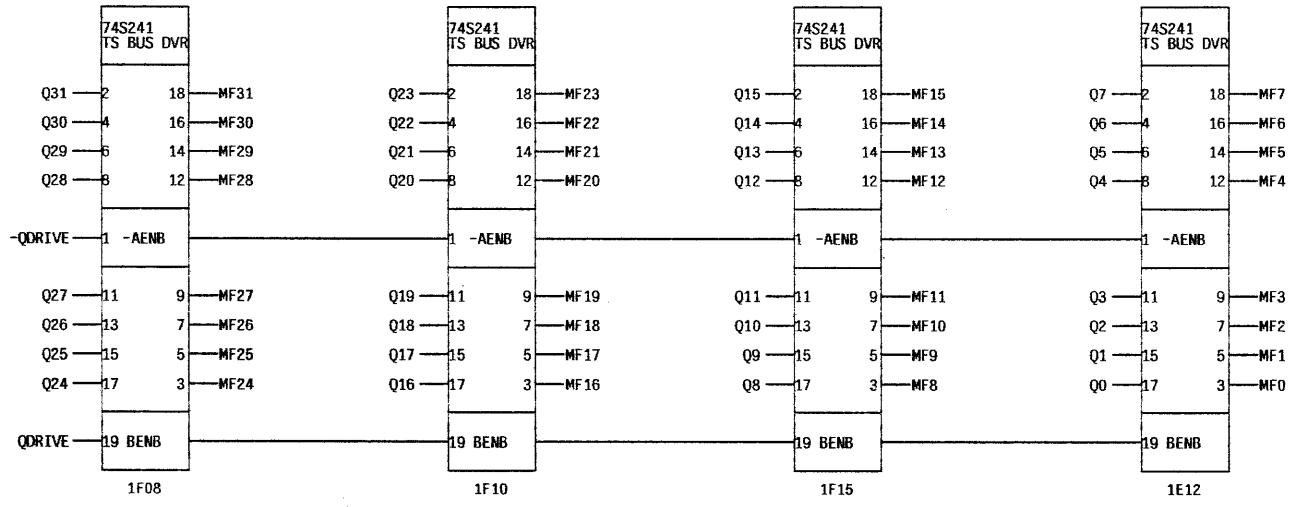 74S241 74S241 74S241 74S241
TS BUS DVR TS BUS DVR TS BUS DVR TS BUS DVR
Q31 2 18 MF31 Q23 2 18 MF23 Q15 2 18 MF15 Q7 2 18 MF7
Q30 4 16 MF30 Q22 4 16 MF22 Q14 4 16 MF14 Q6 4 16 MF6
Q29 6 14 MF29 Q21 6 14 MF21 Q13 6 14 MF13 Q5 6 14 MF5
Q28 8 12 MF28 Q20 8 12 MF20 Q12 8 12 MF12 Q4 8 12 MF4
-QDRIVE 1 -AENB 1 -AENB 1 -AENB 1 -AENB
Q27 11 9 MF27 Q19 11 9 MF19 Q11 11 9 MF11 Q3 11 9 MF3
Q26 13 7 MF26 Q18 13 7 MF18 Q10 13 7 MF10 Q2 13 7 MF2
Q25 15 5 MF25 Q17 15 5 MF17 Q9 15 5 MF9 Q1 15 5 MF1
Q24 17 3 MF24 Q16 17 3 MF16 Q8 17 3 MF8 Q0 17 3 MF0
QDRIVE 19 BENB 19 BENB 19 BENB 19 BENB
1F08 1F10 1F15 1E12